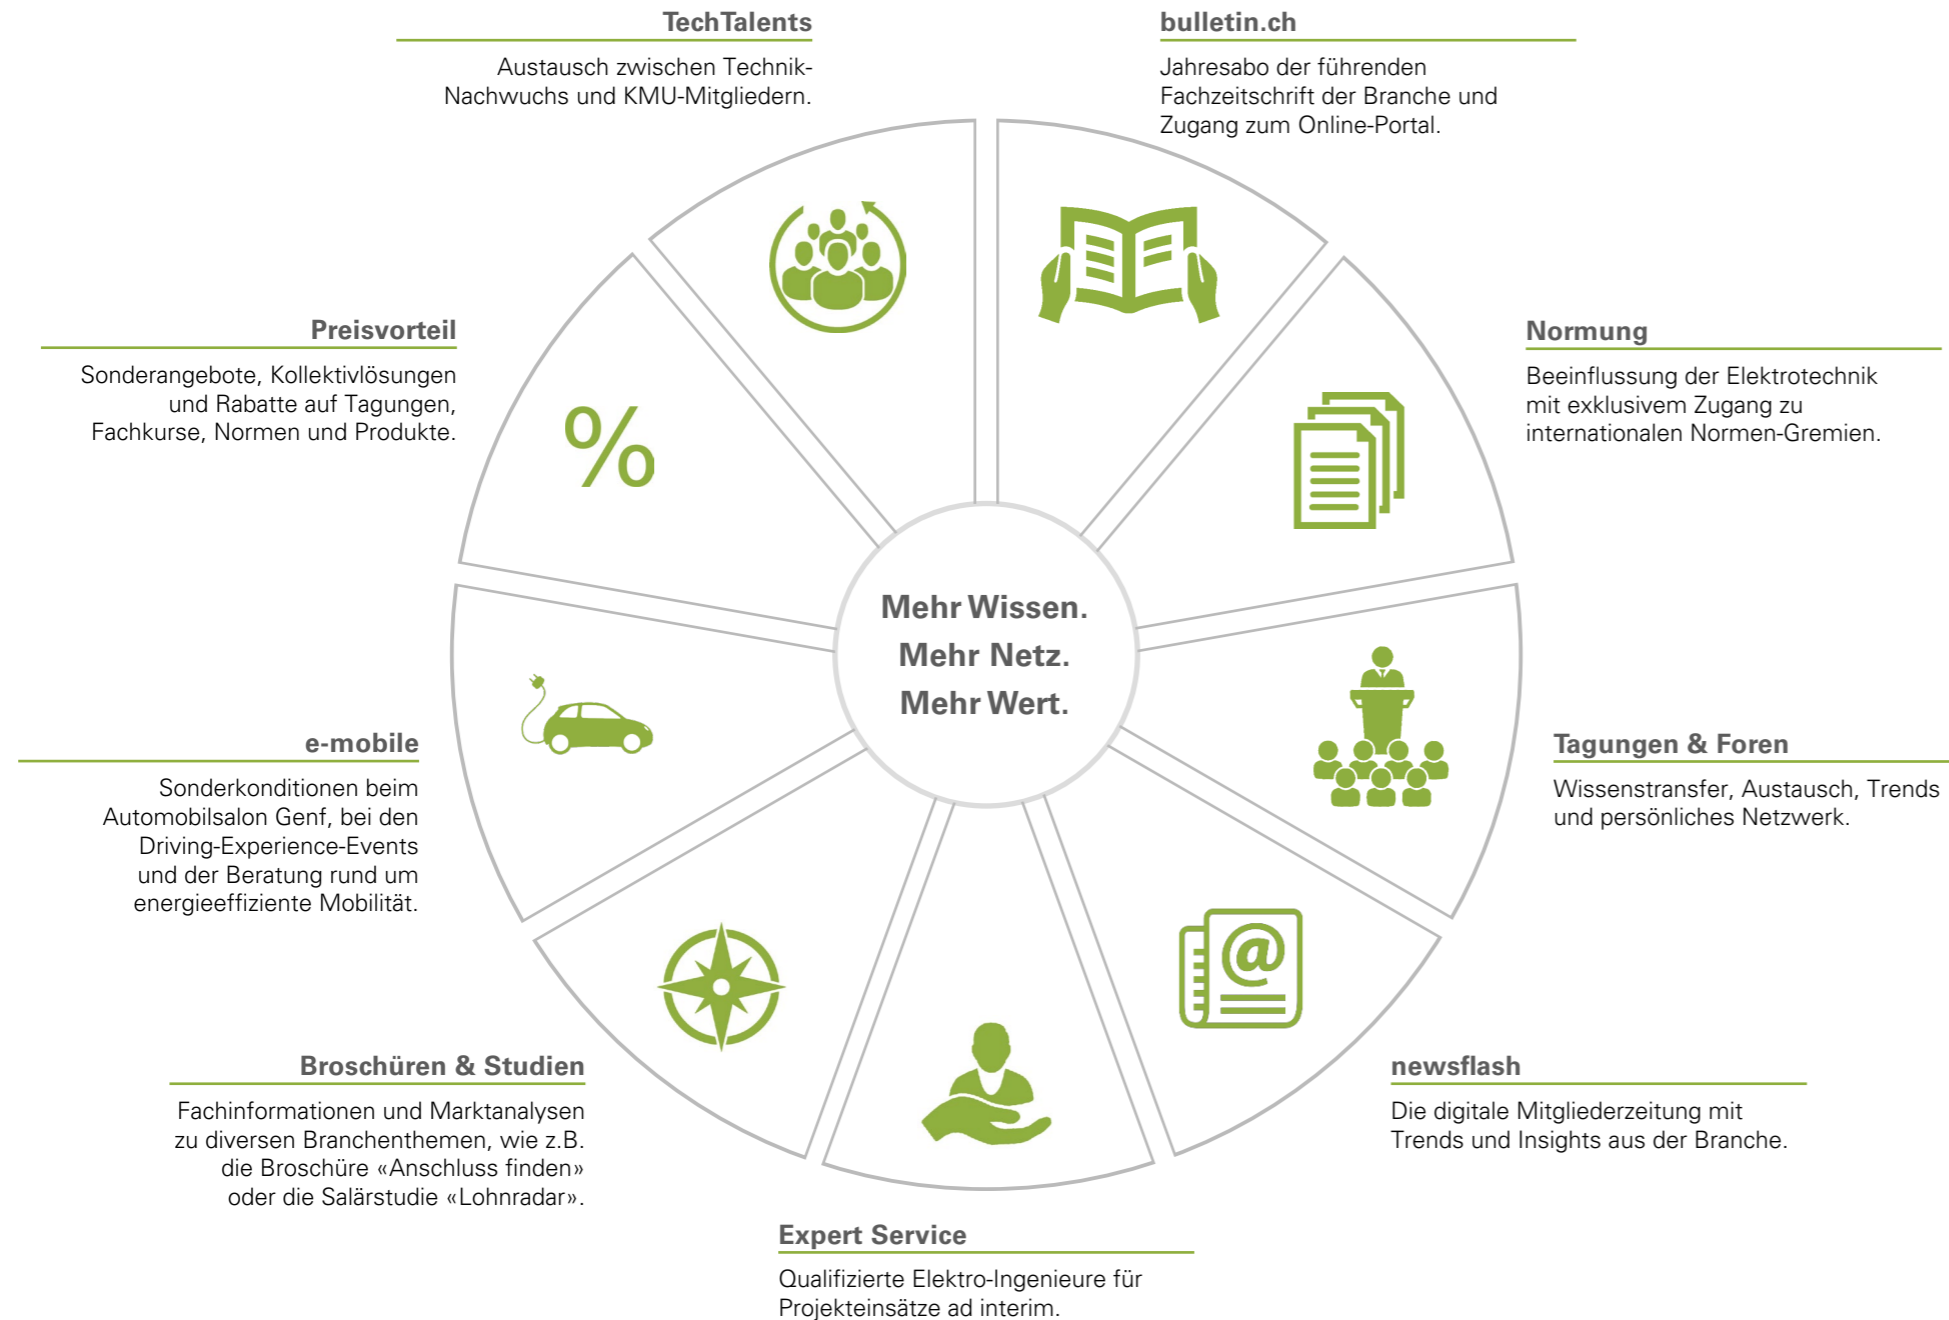 TechTalents
Austausch zwischen Technik-
Nachwuchs und KMU-Mitgliedern.
bulletin.ch
Jahresabo der führenden
Fachzeitschrift der Branche und
Zugang zum Online-Portal.
Preisvorteil
Sonderangebote, Kollektivlösungen
und Rabatte auf Tagungen,
Fachkurse, Normen und Produkte.
%
Normung
Beeinflussung der Elektrotechnik
mit exklusivem Zugang zu
internationalen Normen-Gremien.
Mehr Wissen.
Mehr Netz.
Mehr Wert.
e-mobile
Sonderkonditionen beim
Automobilsalon Genf, bei den
Driving-Experience-Events
und der Beratung rund um
energieeffiziente Mobilität.
Tagungen & Foren
Wissenstransfer, Austausch, Trends
und persönliches Netzwerk.
@
Broschüren & Studien
Fachinformationen und Marktanalysen
zu diversen Branchenthemen, wie z.B.
die Broschüre «Anschluss finden»
oder die Salärstudie «Lohnradar».
newsflash
Die digitale Mitgliederzeitung mit
Trends und Insights aus der Branche.
Expert Service
Qualifizierte Elektro-Ingenieure für
Projekteinsätze ad interim.